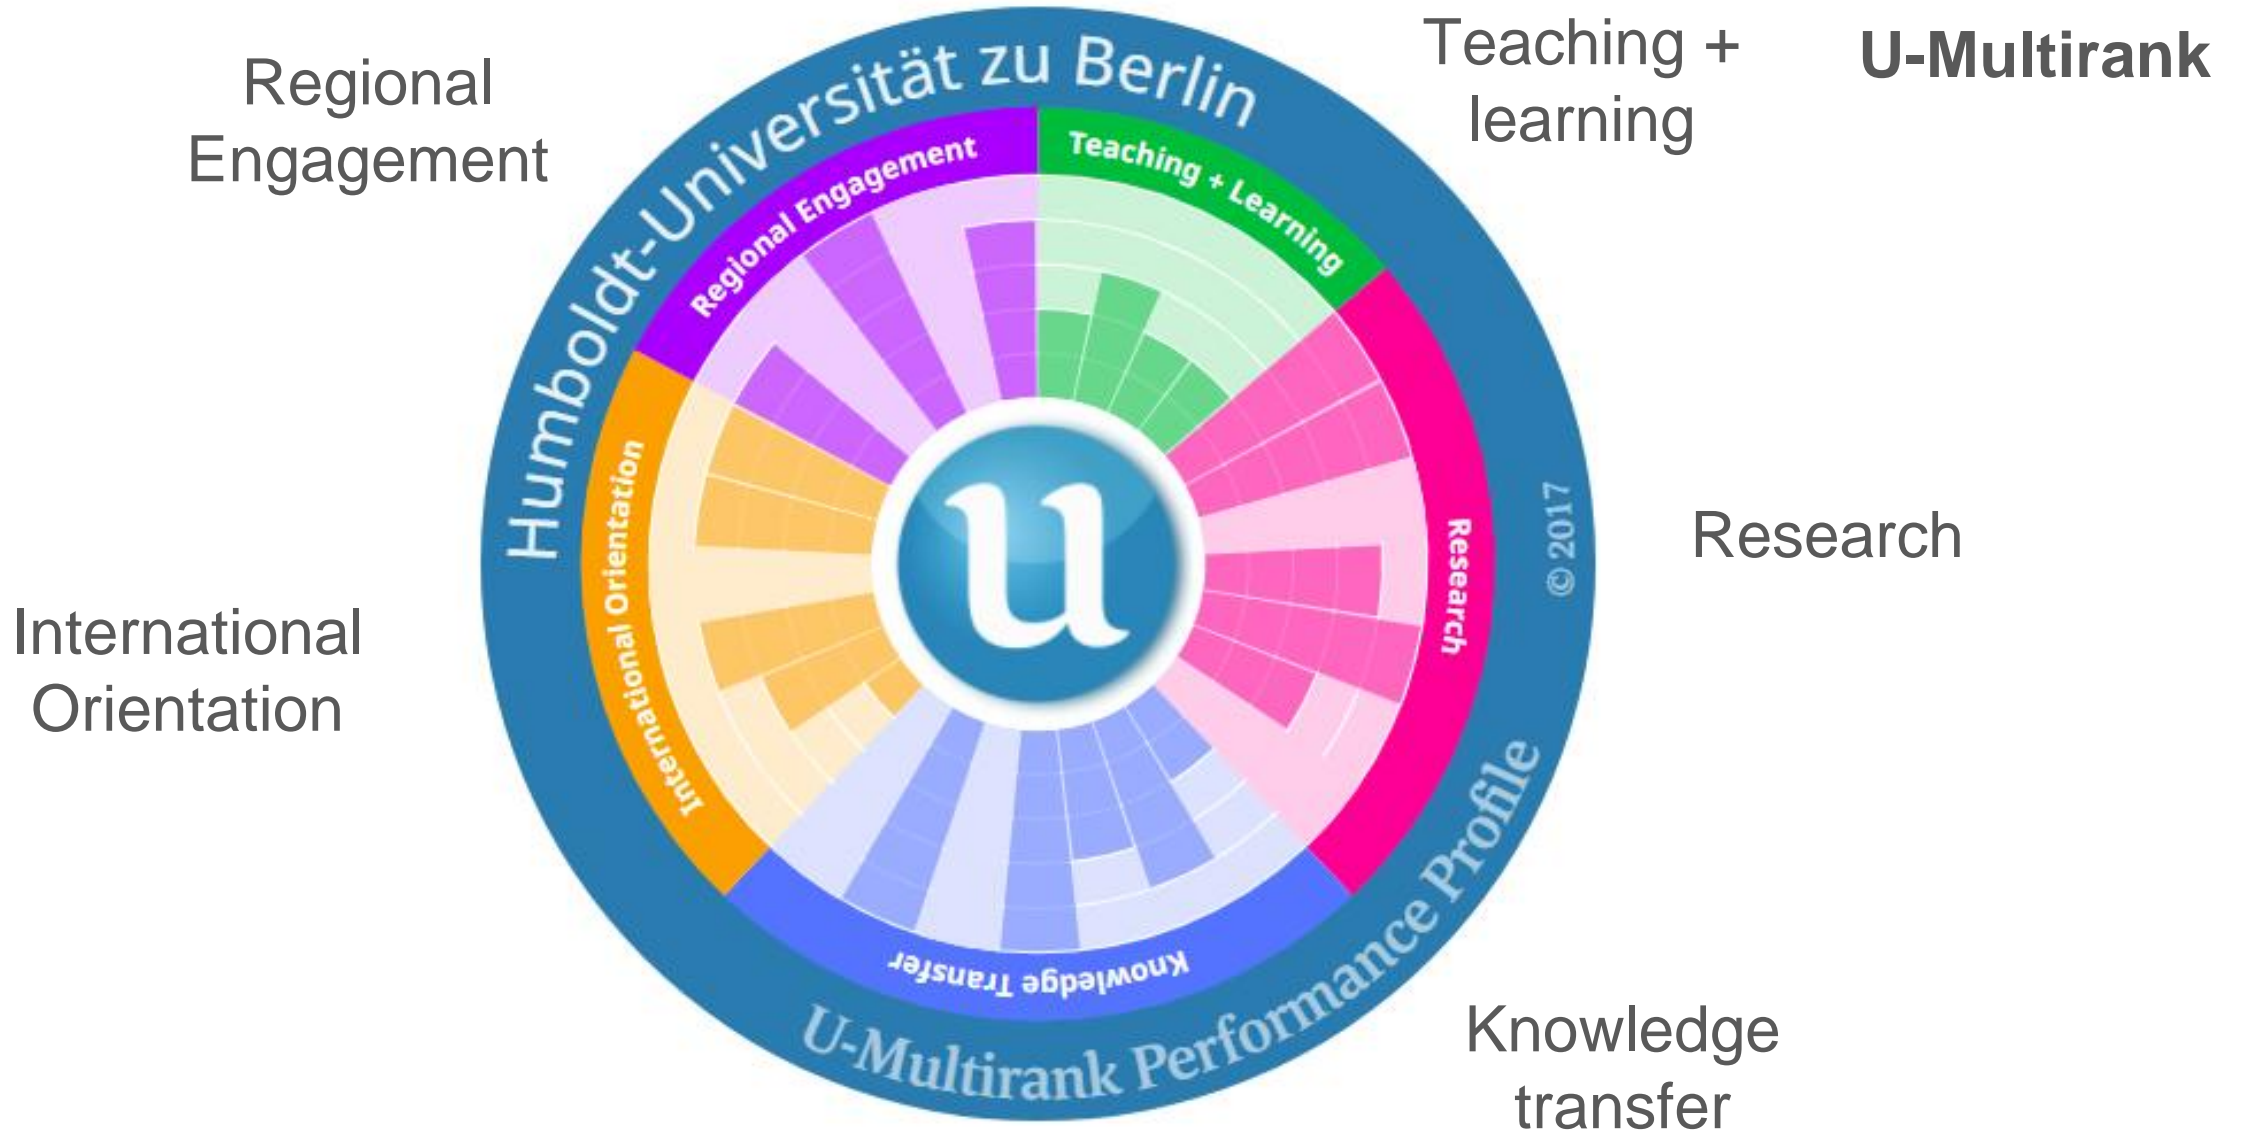 Regional
Engagement
Teaching +
learning
U-Multirank
Humboldt-Universität zu Berlin
Regional Engagement
Teaching + Learning
Research
Knowledge Transfer
International Orientation
u
© 2017
U-Multirank Performance Profile
Research
International
Orientation
Knowledge
transfer